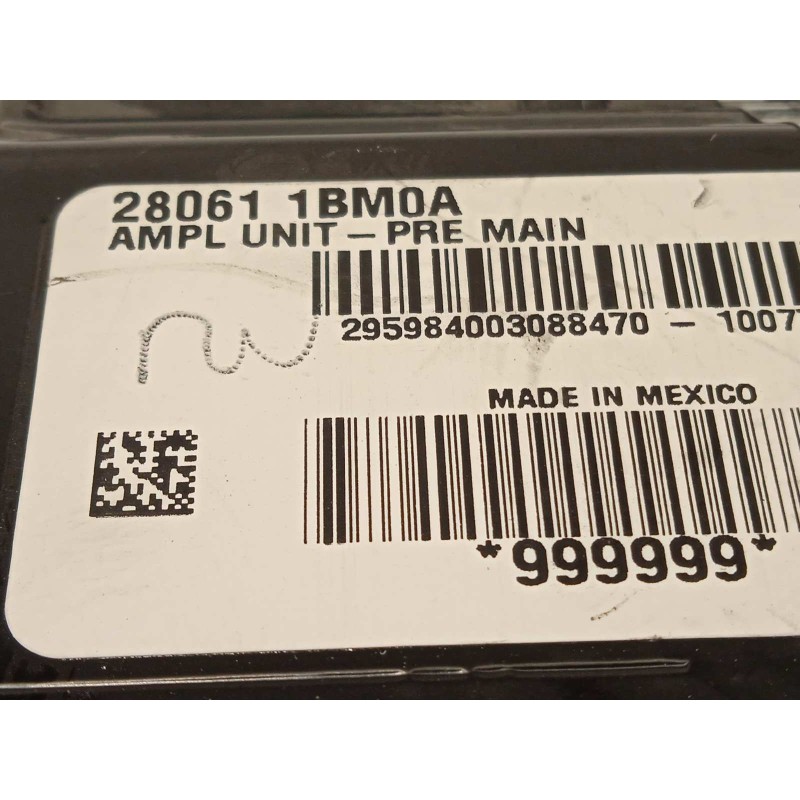 28061 1BM0A
AMPL UNIT – PRE MAIN
295984003088470 – 1007
MADE IN MEXICO
*999999*